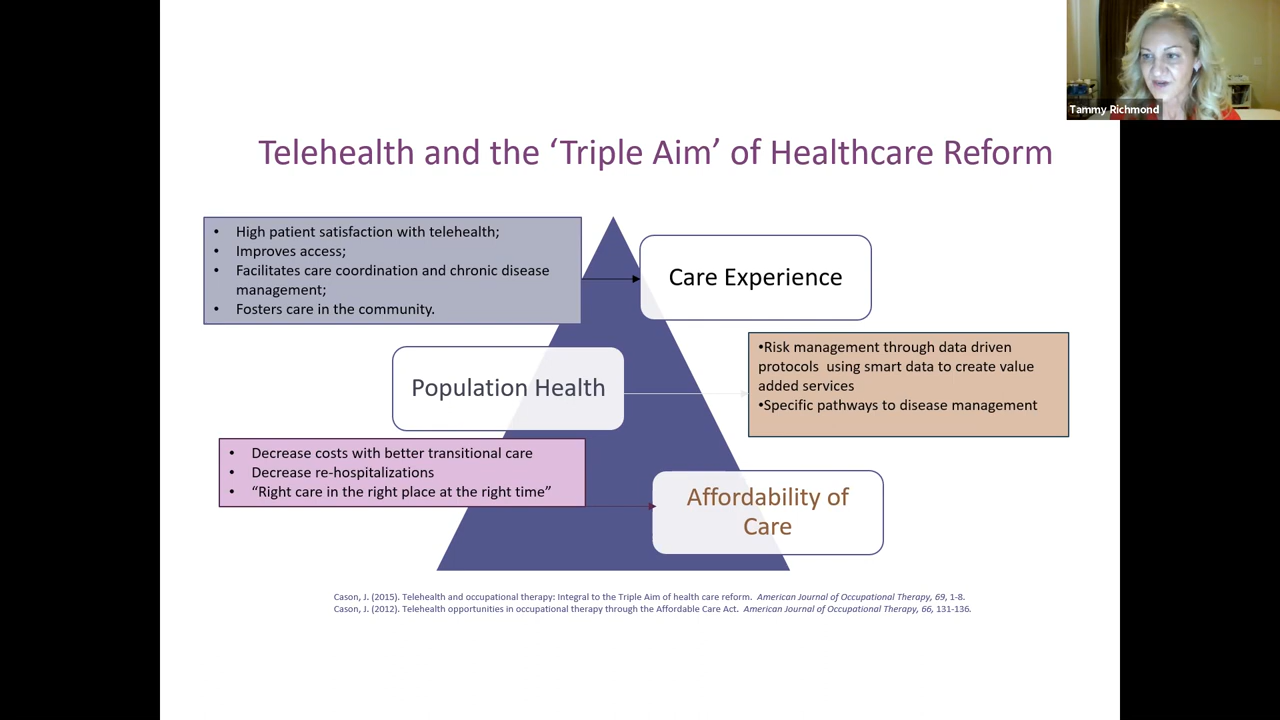 Tammy Richmond
Telehealth and the ‘Triple Aim’ of Healthcare Reform
• High patient satisfaction with telehealth;
• Improves access;
• Facilitates care coordination and chronic disease
management;
• Fosters care in the community.
Care Experience
Population Health
•Risk management through data driven
protocols  using smart data to create value
added services
•Specific pathways to disease management
• Decrease costs with better transitional care
• Decrease re-hospitalizations
• “Right care in the right place at the right time”
Affordability of
Care
Cason, J. (2015). Telehealth and occupational therapy: Integral to the Triple Aim of health care reform.  American Journal of Occupational Therapy, 69, 1-8.
Cason, J. (2012). Telehealth opportunities in occupational therapy through the Affordable Care Act.  American Journal of Occupational Therapy, 66, 131-136.